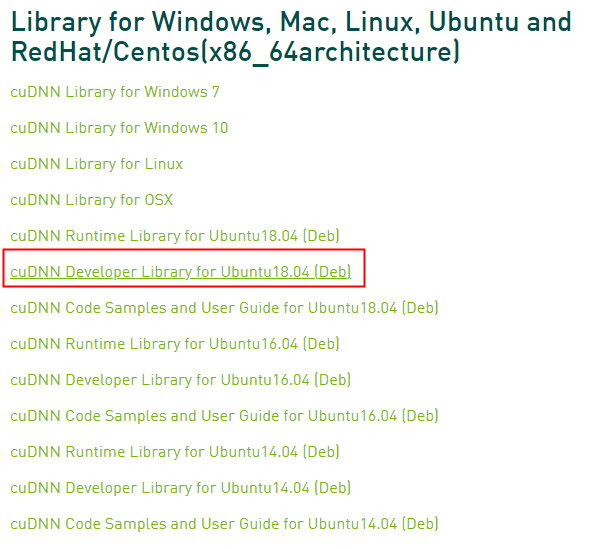 Library for Windows, Mac, Linux, Ubuntu and
RedHat/Centos(x86_64architecture)
cuDNN Library for Windows 7
cuDNN Library for Windows 10
cuDNN Library for Linux
cuDNN Library for OSX
cuDNN Runtime Library for Ubuntu18.04 (Deb)
cuDNN Developer Library for Ubuntu18.04 (Deb)
cuDNN Code Samples and User Guide for Ubuntu18.04 (Deb)
cuDNN Runtime Library for Ubuntu16.04 (Deb)
cuDNN Developer Library for Ubuntu16.04 (Deb)
cuDNN Code Samples and User Guide for Ubuntu16.04 (Deb)
cuDNN Runtime Library for Ubuntu14.04 (Deb)
cuDNN Developer Library for Ubuntu14.04 (Deb)
cuDNN Code Samples and User Guide for Ubuntu14.04 (Deb)